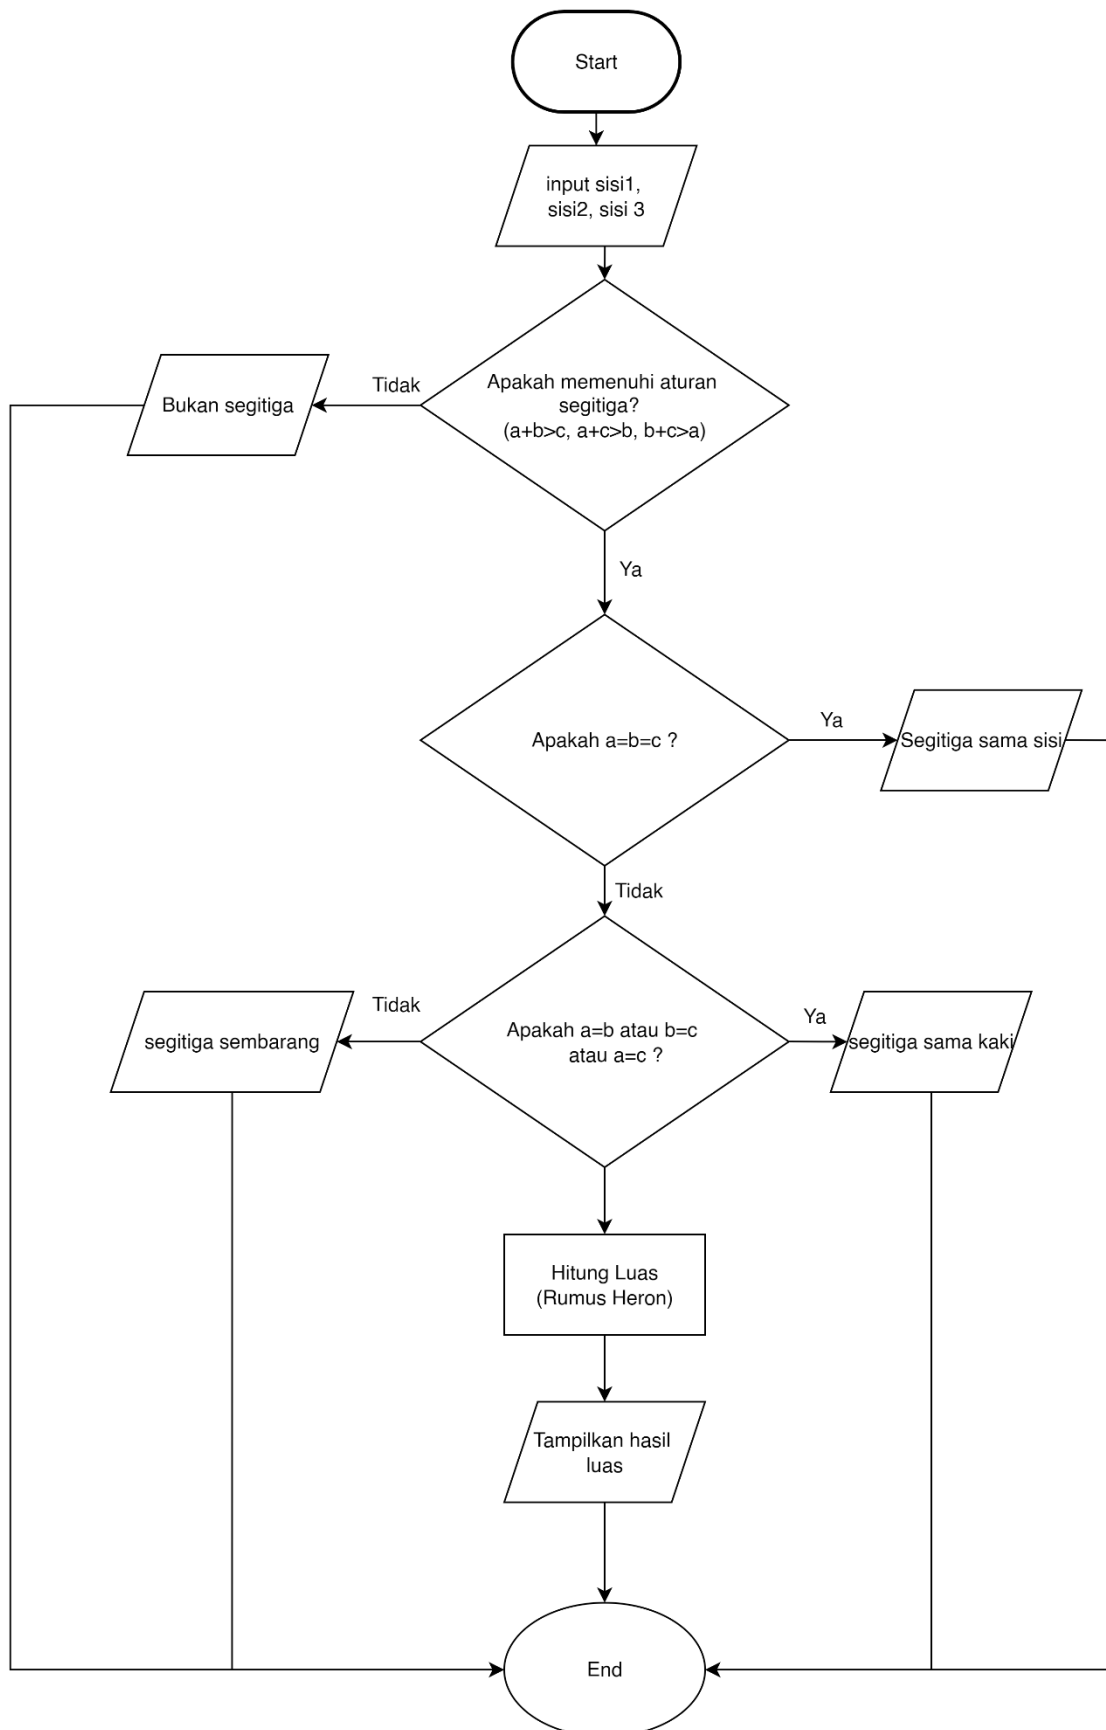 Start
input sisi1,
sisi2, sisi 3
Tidak
Apakah memenuhi aturan
segitiga?
(a+b>c, a+c>b, b+c>a)
Bukan segitiga
Ya
Apakah a=b=c ?
Ya
Segitiga sama sisi
Tidak
Tidak
Apakah a=b atau b=c
atau a=c ?
Ya
segitiga sembarang
segitiga sama kaki
Hitung Luas
(Rumus Heron)
Tampilkan hasil
luas
End